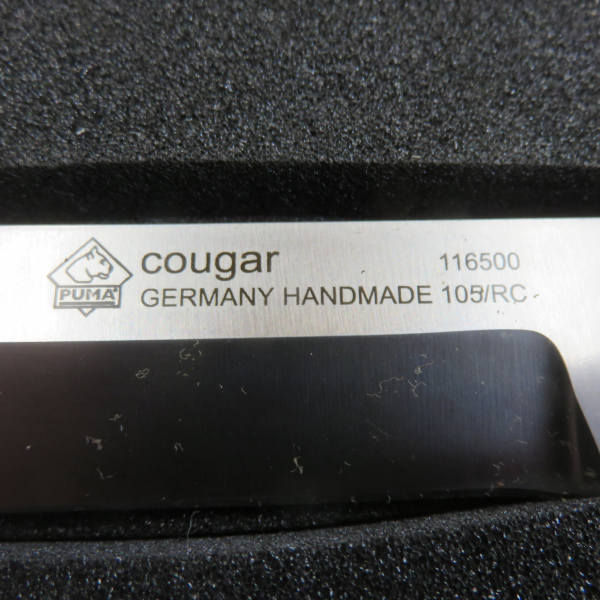 PUMA
cougar 116500
GERMANY HANDMADE 105/RC